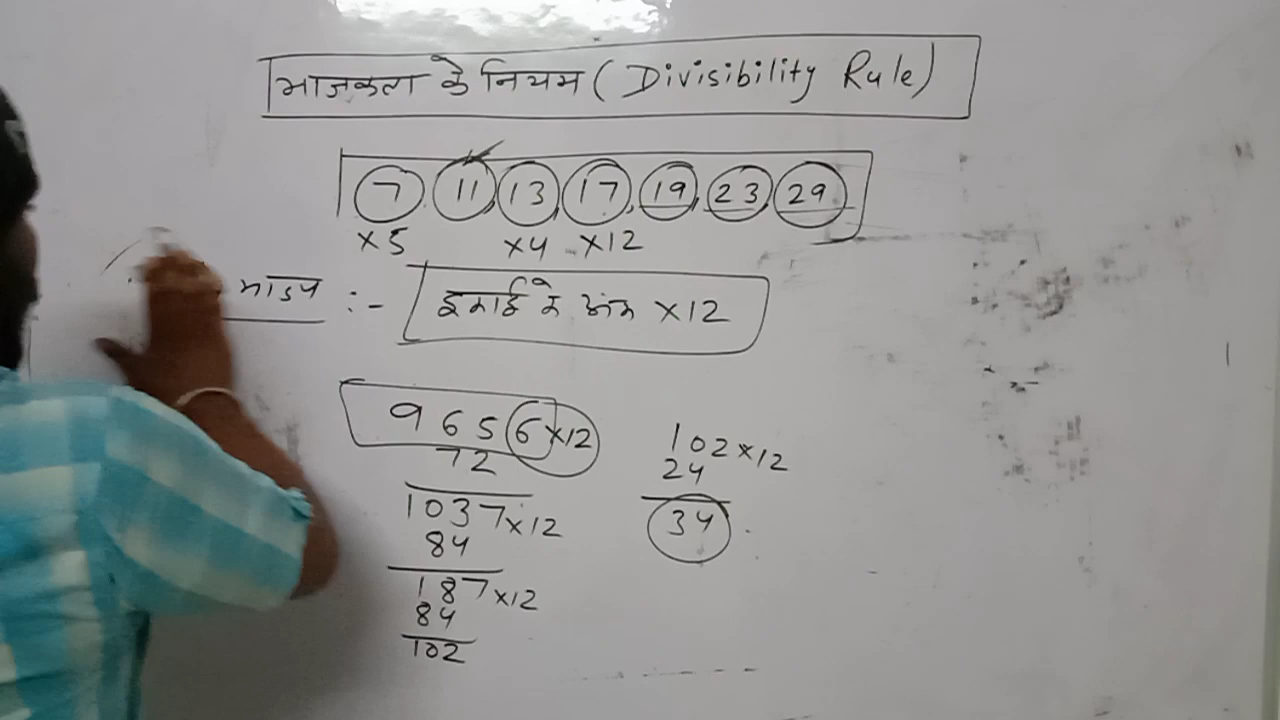 भाजकता के नियम ( Divisibility Rule)
7, 11, 13, 17, 19, 23, 29
×5 ×4 ×12
:- इकाई के अंक ×12
9656×12
72
1037×12
84
187×12
84
102
102×12
24
34